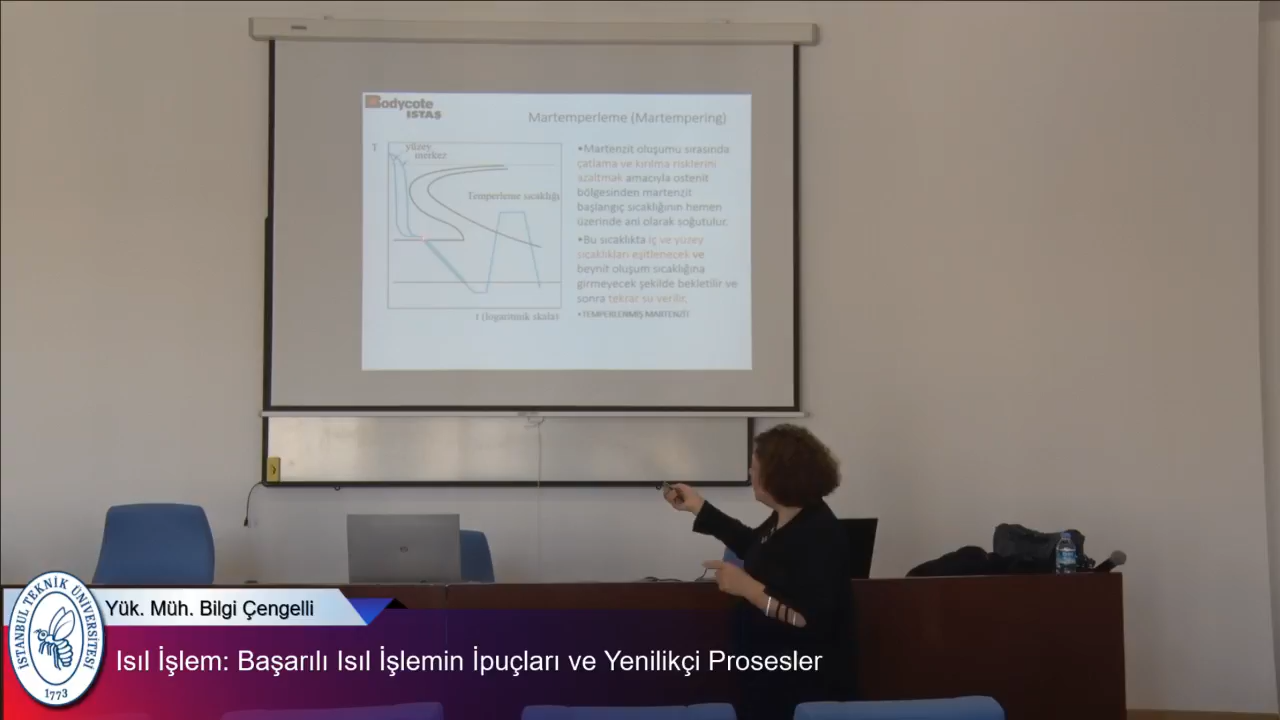 Bodycote
ISTAŞ
Martemperleme (Martempering)
T
yüzey
merkez
Temperleme sıcaklığı
t (logaritmik skala)
•Martenzit oluşumu sırasında
çatlama ve kırılma risklerini
azaltmak amacıyla ostenit
bölgesinden martenzit
başlangıç sıcaklığının hemen
üzerinde ani olarak soğutulur.
•Bu sıcaklıkta iç ve yüzey
sıcaklıkları eşitlenecek ve
beynit oluşum sıcaklığına
girmeyecek şekilde bekletilir ve
sonra tekrar su verilir.
•TEMPERLENMİŞ MARTENZİT
İSTANBUL TEKNİK ÜNİVERSİTESİ
1773
Yük. Müh. Bilgi Çengelli
Isıl İşlem: Başarılı Isıl İşlemin İpuçları ve Yenilikçi Prosesler